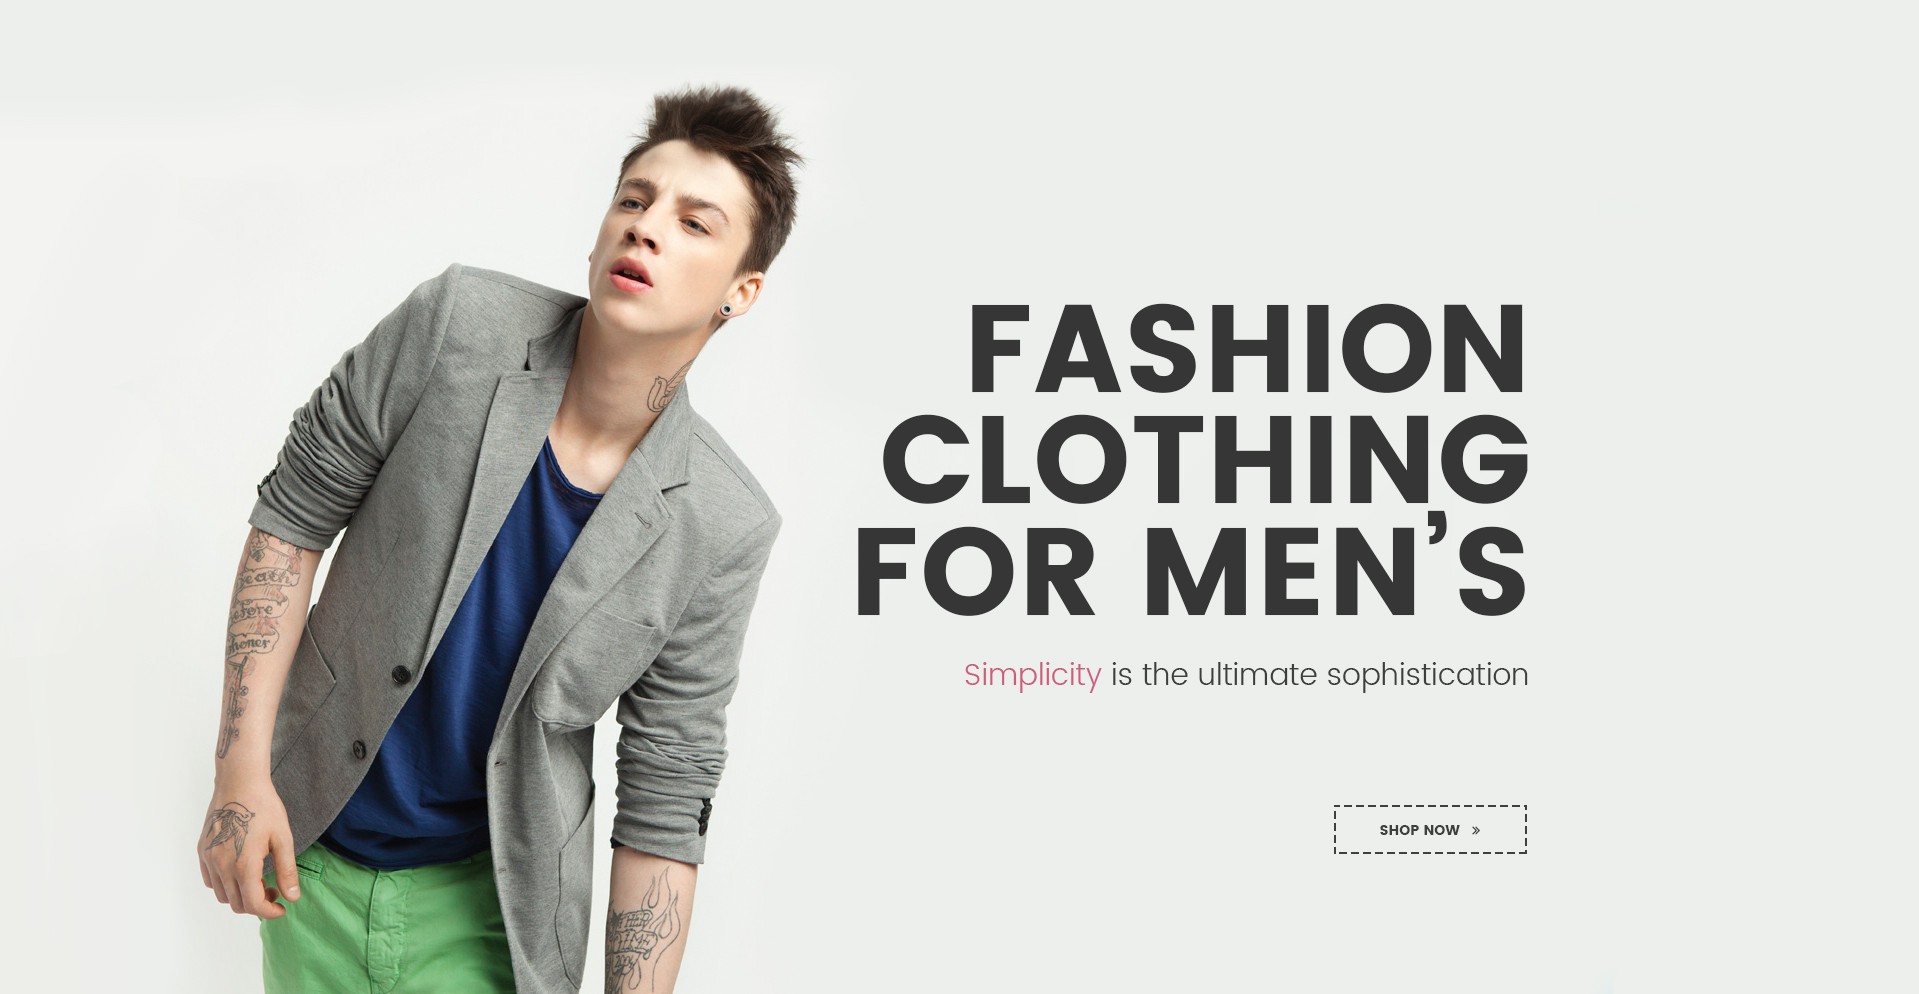 FASHION
CLOTHING
FOR MEN’S
Simplicity is the ultimate sophistication
SHOP NOW »